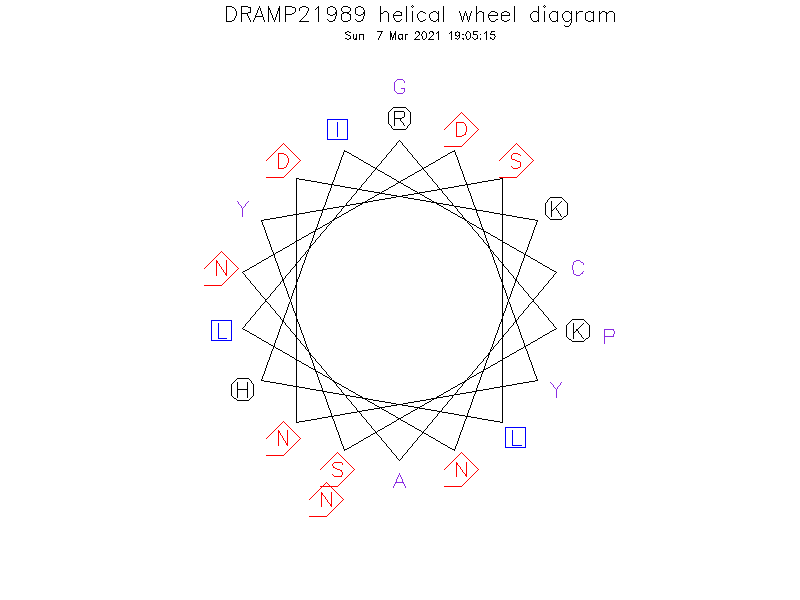 DRAMP21989 helical wheel diagram
Sun 7 Mar 2021 19:05:15
G
I R D
D S
Y K
N C
L K P
H Y
N L
S A N
N